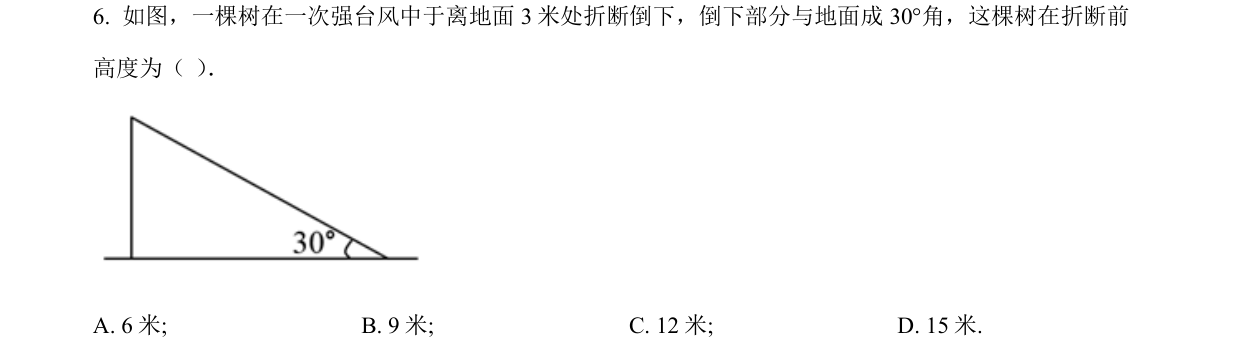 6. 如图，一棵树在一次强台风中于离地面 3 米处折断倒下，倒下部分与地面成 30°角，这棵树在折断前
高度为（ ）.
30°
A. 6 米; B. 9 米; C. 12 米; D. 15 米.